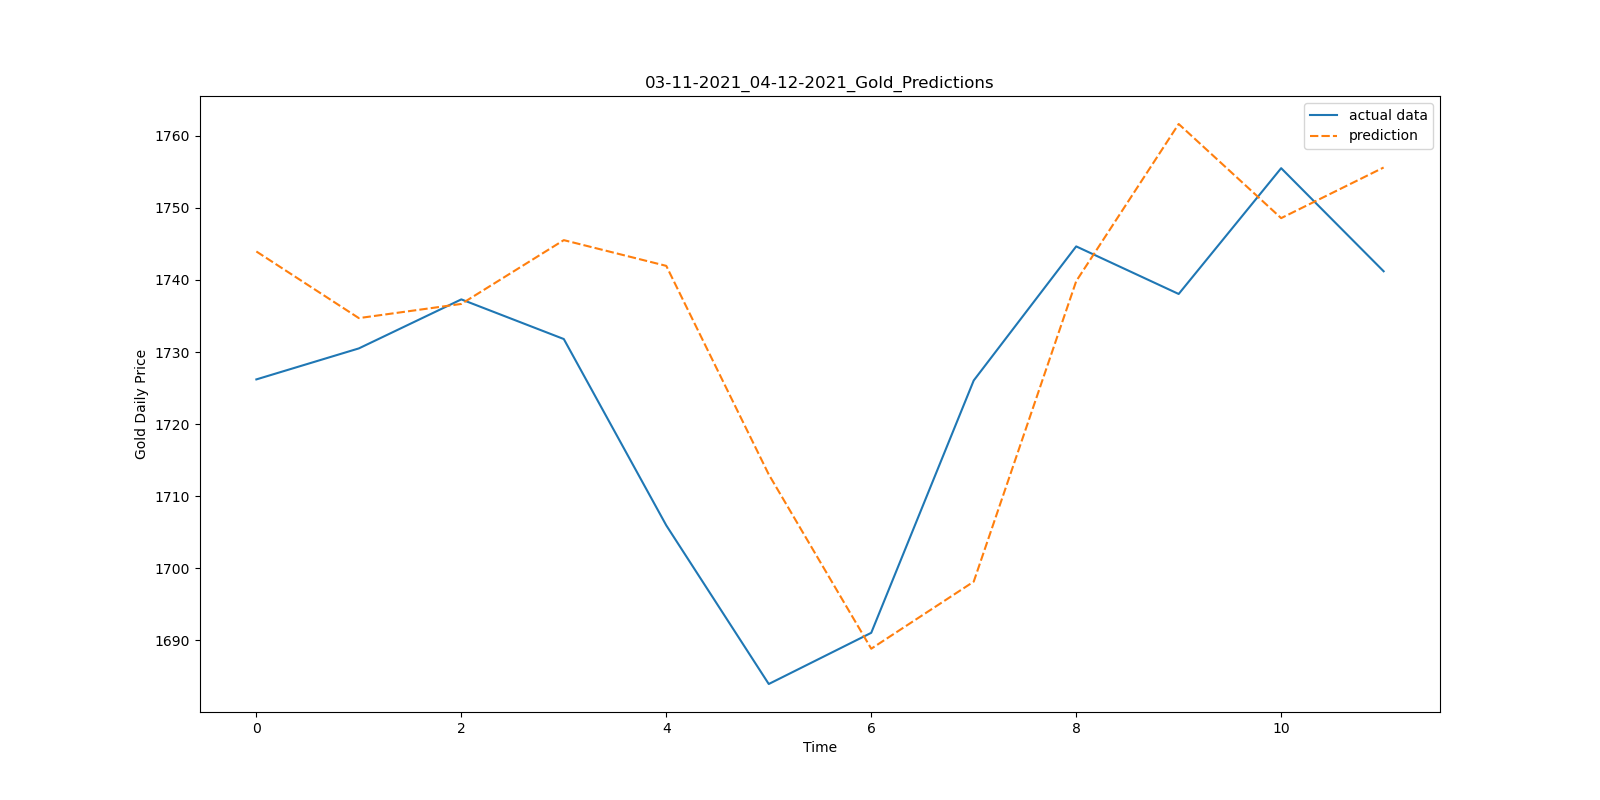 03-11-2021_04-12-2021_Gold_Predictions
actual data
prediction
1760
1750
1740
1730
1720
1710
1700
1690
Gold Daily Price
0 2 4 6 8 10
Time